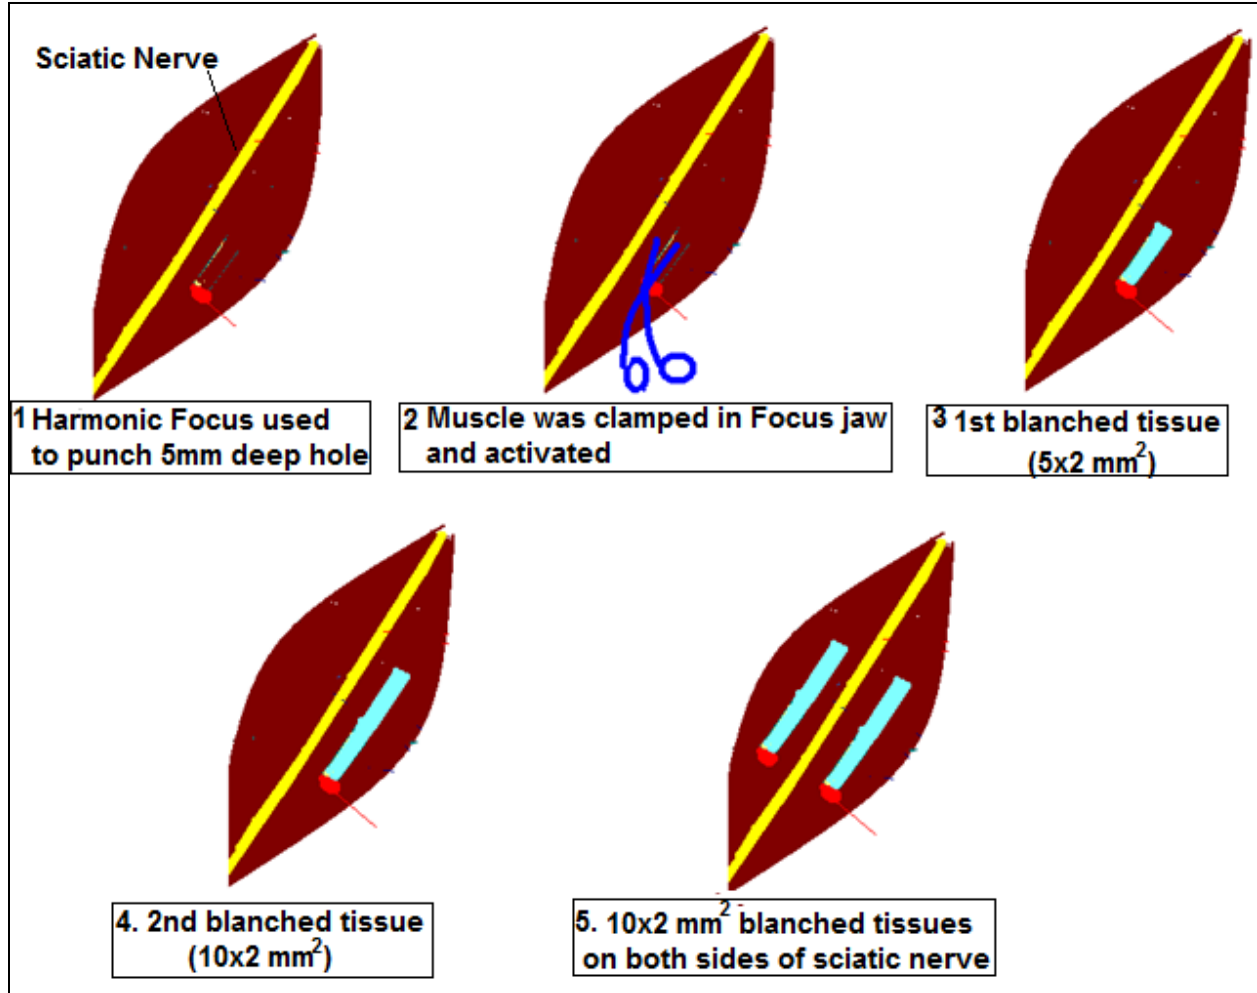 Sciatic Nerve
1 Harmonic Focus used
to punch 5mm deep hole
2 Muscle was clamped in Focus jaw
and activated
3 1st blanched tissue
(5x2 mm²)
4. 2nd blanched tissue
(10x2 mm²)
5. 10x2 mm² blanched tissues
on both sides of sciatic nerve